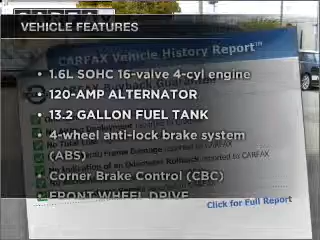 VEHICLE FEATURES
CARFAX Vehicle History Report™
• 1.6L SOHC 16-valve 4-cyl engine
• 120-AMP ALTERNATOR
• 13.2 GALLON FUEL TANK
• 4-wheel anti-lock brake system
(ABS)
• Corner Brake Control (CBC)
• FRONT WHEEL DRIVE
Click for Full Report